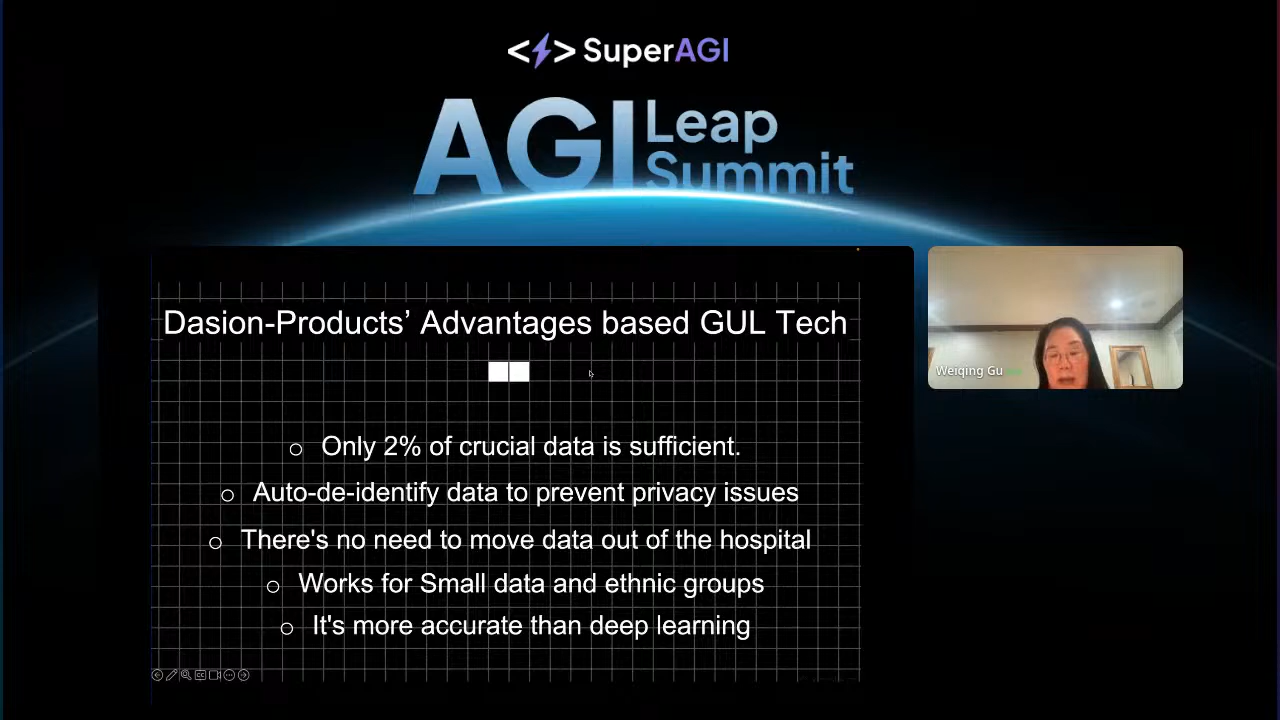 <⚡> SuperAGI
AGI Leap
Summit
Dasion-Products’ Advantages based GUL Tech
o Only 2% of crucial data is sufficient.
o Auto-de-identify data to prevent privacy issues
o There's no need to move data out of the hospital
o Works for Small data and ethnic groups
o It's more accurate than deep learning
Weiqing Gu